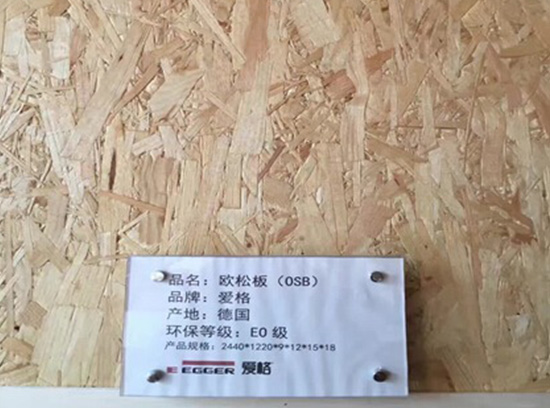 品名：欧松板（OSB）
品牌：爱格
产地：德国
环保等级：E0 级
产品规格：2440*1220*9*12*15*18
E EGGER 爱格